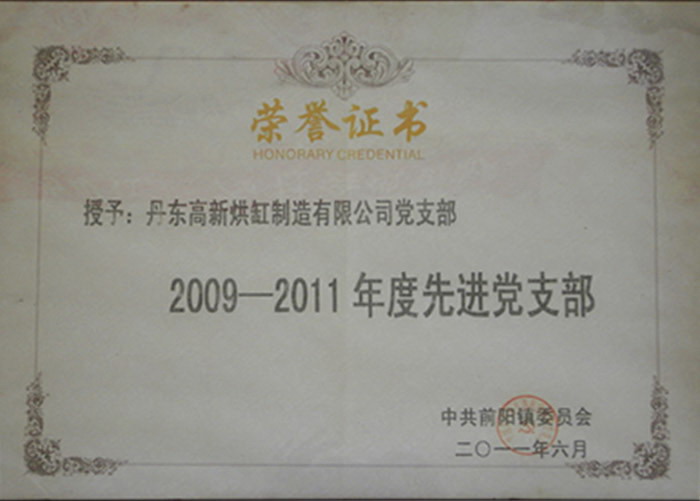 荣誉证书
HONORARY CREDENTIAL
授予：丹东高新烘缸制造有限公司党支部
2009—2011年度先进党支部
中共前阳镇委员会
二〇一一年六月